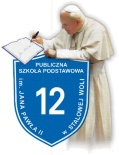 PUBLICZNA
SZKOŁA PODSTAWOWA
im. JANA PAWŁA II
12
w STALOWEJ WOLI